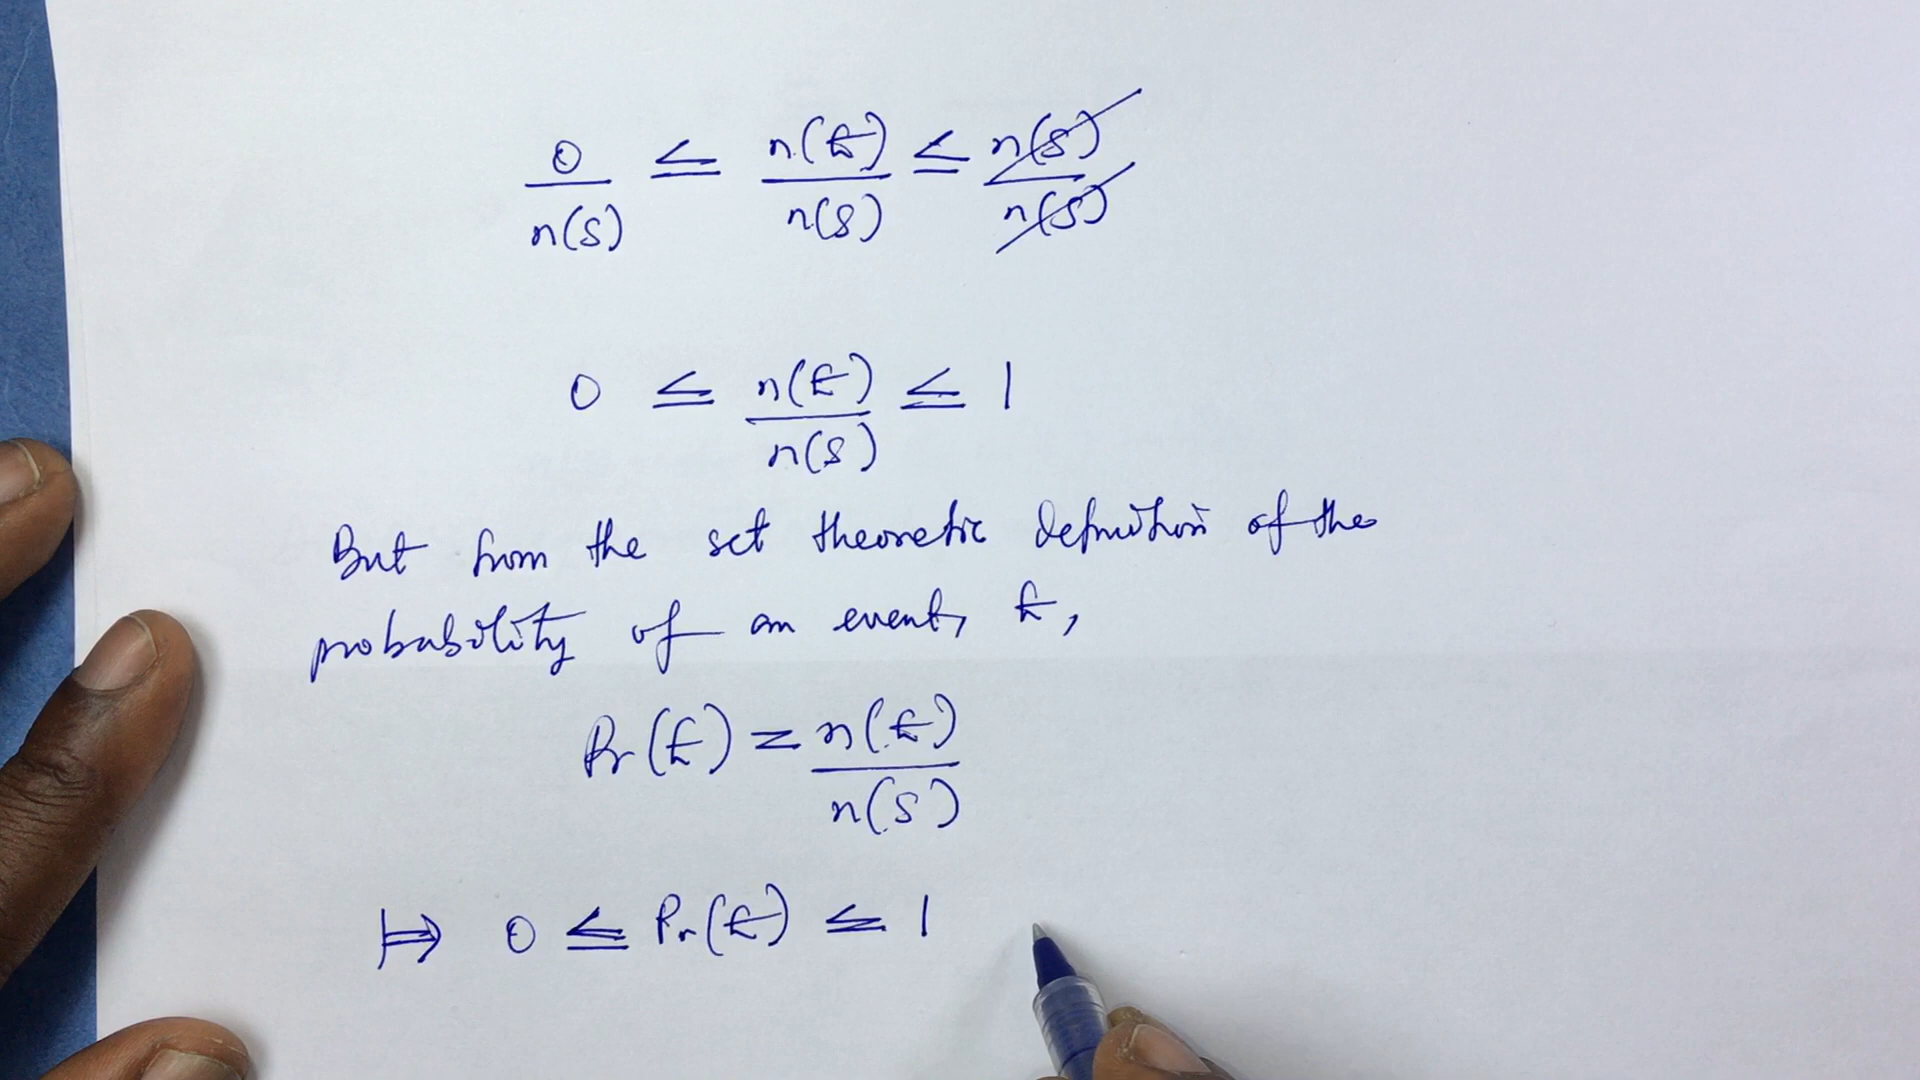 0/n(S) ≤ n(E)/n(S) ≤ n(S)/n(S)
0 ≤ n(E)/n(S) ≤ 1
But from the set theoretic definition of the
probability of an event, E,
Pr(E) = n(E)/n(S)
⤇ 0 ≤ Pr(E) ≤ 1